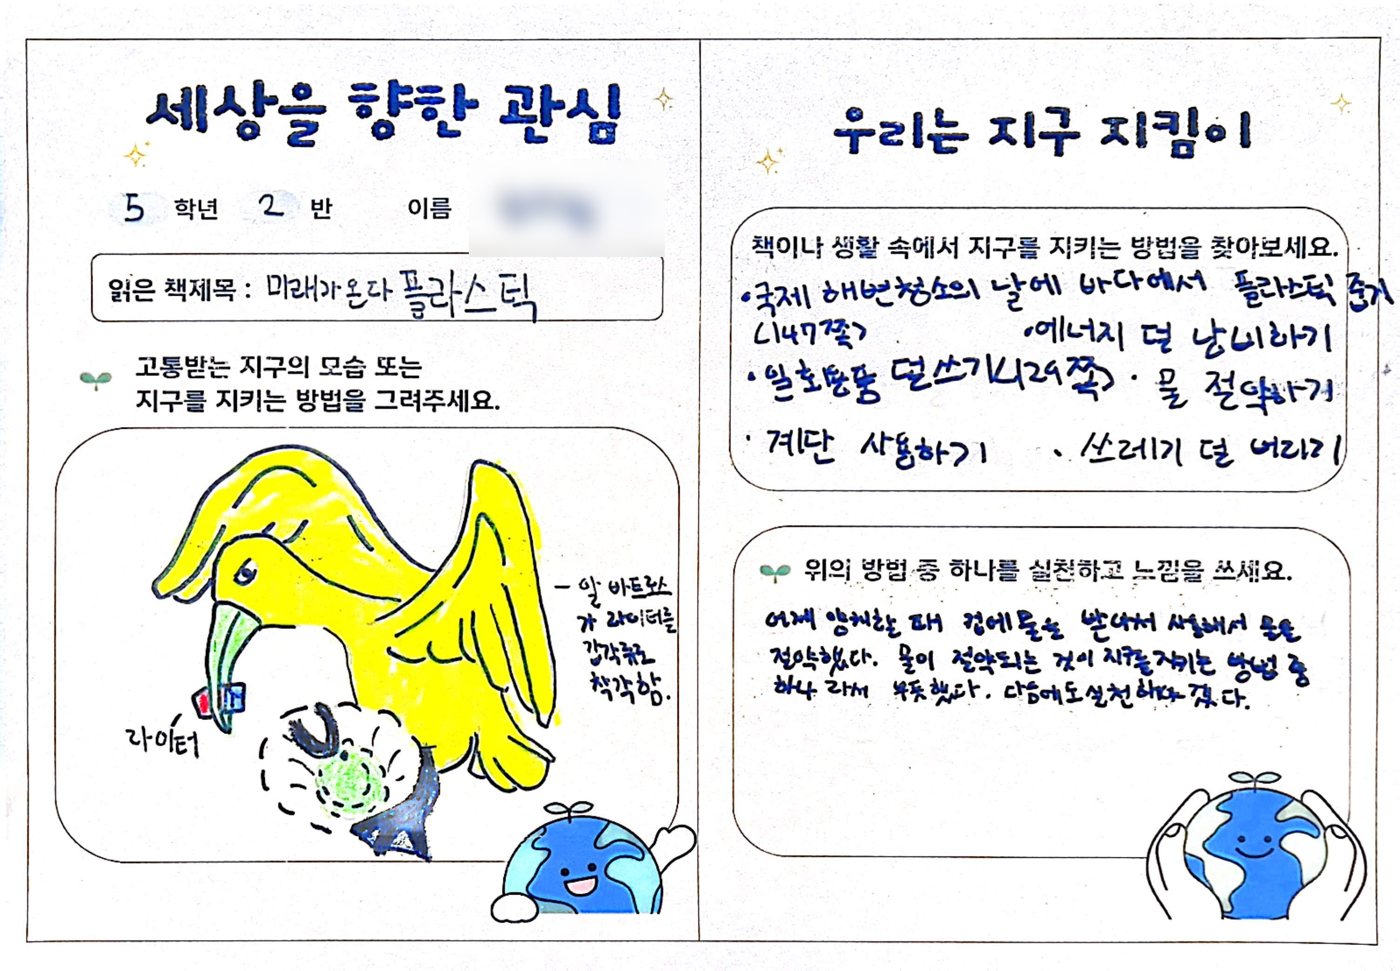 세상을 향한 관심
5 학년 2 반 이름
읽은 책제목 : 미래가 온다 플라스틱
고통받는 지구의 모습 또는
지구를 지키는 방법을 그려주세요.
- 알바트로스
가 라이터를
착각함.
라이터
우리는 지구 지킴이
책이나 생활 속에서 지구를 지키는 방법을 찾아보세요.
·국제 해변청소의 날에 바다에서 플라스틱 줍기
(147쪽) ·에너지 덜 낭비하기
·일회용품 덜쓰기(129쪽) · 물 절약하기
· 계단 사용하기 · 쓰레기 덜 버리기
위의 방법 중 하나를 실천하고 느낌을 쓰세요.
어제 양치할 때 컵에 물을 받아서 사용해서 물을
절약했다. 물이 절약되는 것이 지구를 지키는 방법 중
하나 라서 뿌듯했다. 다음에도 실천해야 겠다.